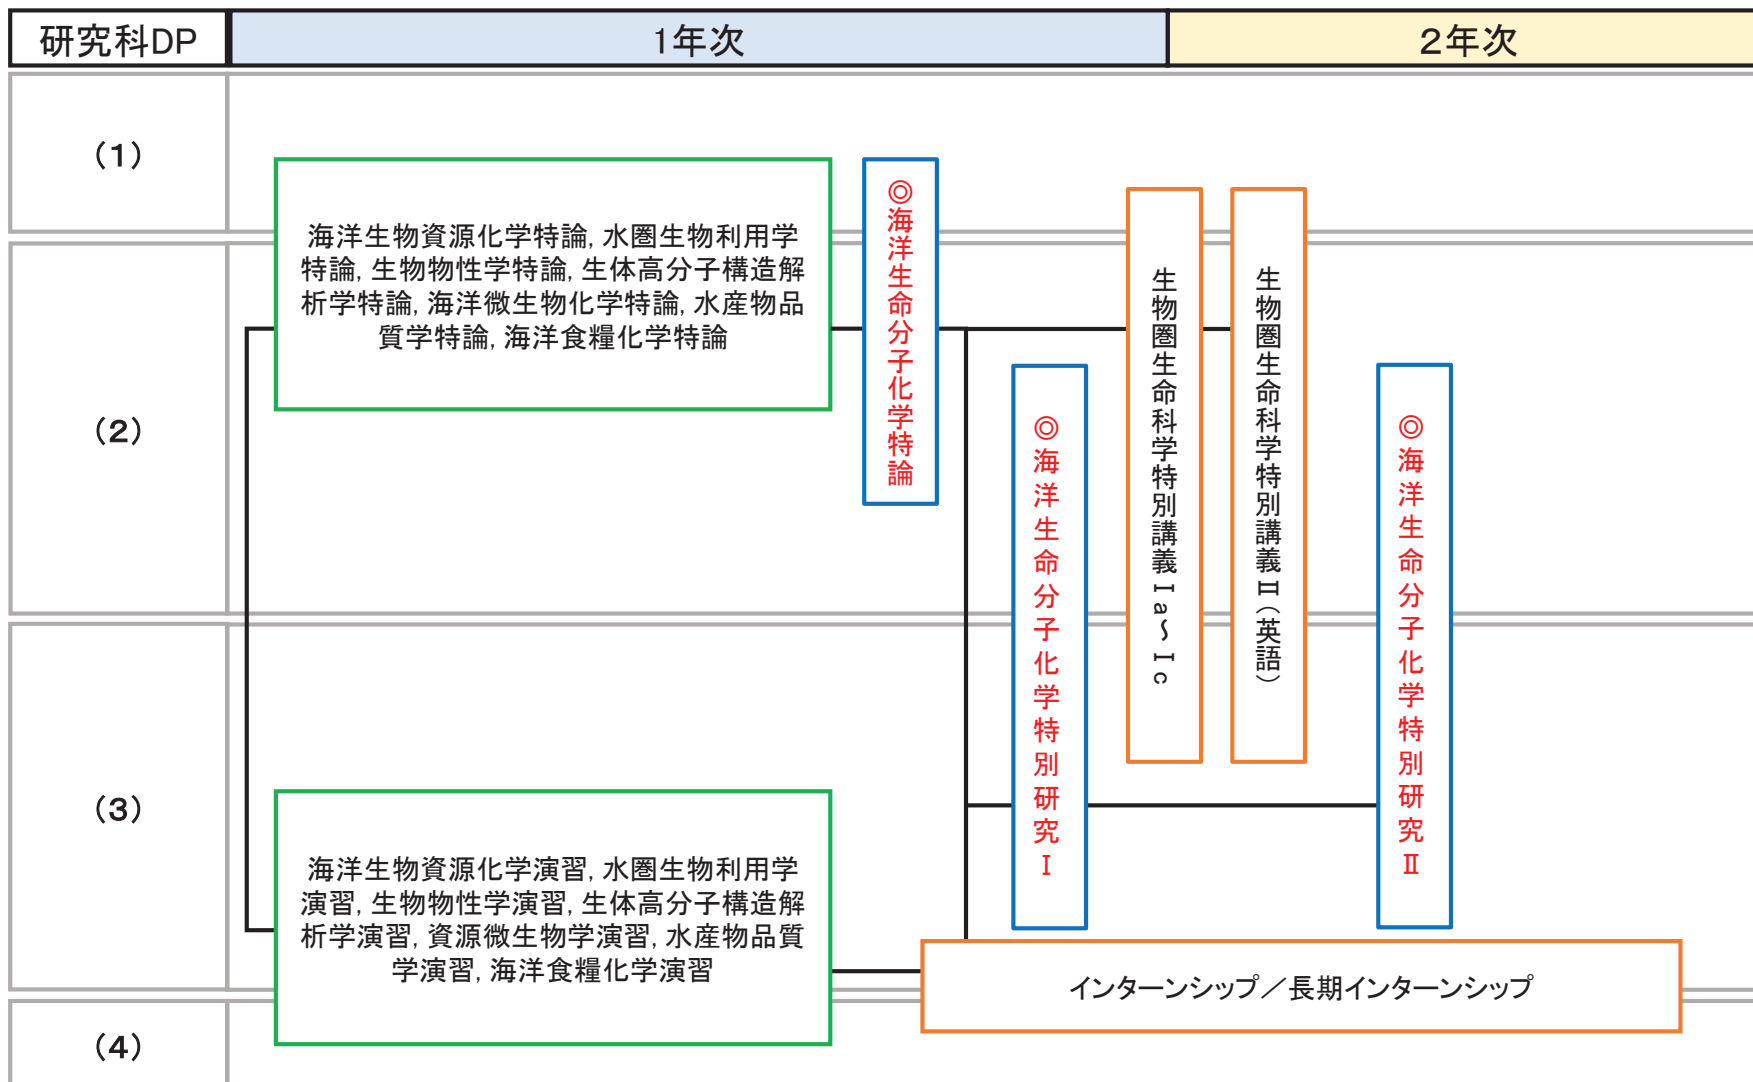 研究科DP
1年次
2年次
(1)
海洋生物資源化学特論, 水圏生物利用学
特論, 生物物性学特論, 生体高分子構造解
析学特論, 海洋微生物化学特論, 水産物品
質学特論, 海洋食糧化学特論
◎海洋生命分子化学特論
生物圏生命科学特別講義Ⅰa～Ⅰc
生物圏生命科学特別講義Ⅱ(英語)
(2)
◎海洋生命分子化学特別研究Ⅰ
◎海洋生命分子化学特別研究Ⅱ
(3)
海洋生物資源化学演習, 水圏生物利用学
演習, 生物物性学演習, 生体高分子構造解
析学演習, 資源微生物学演習, 水産物品質
学演習, 海洋食糧化学演習
インターンシップ／長期インターンシップ
(4)